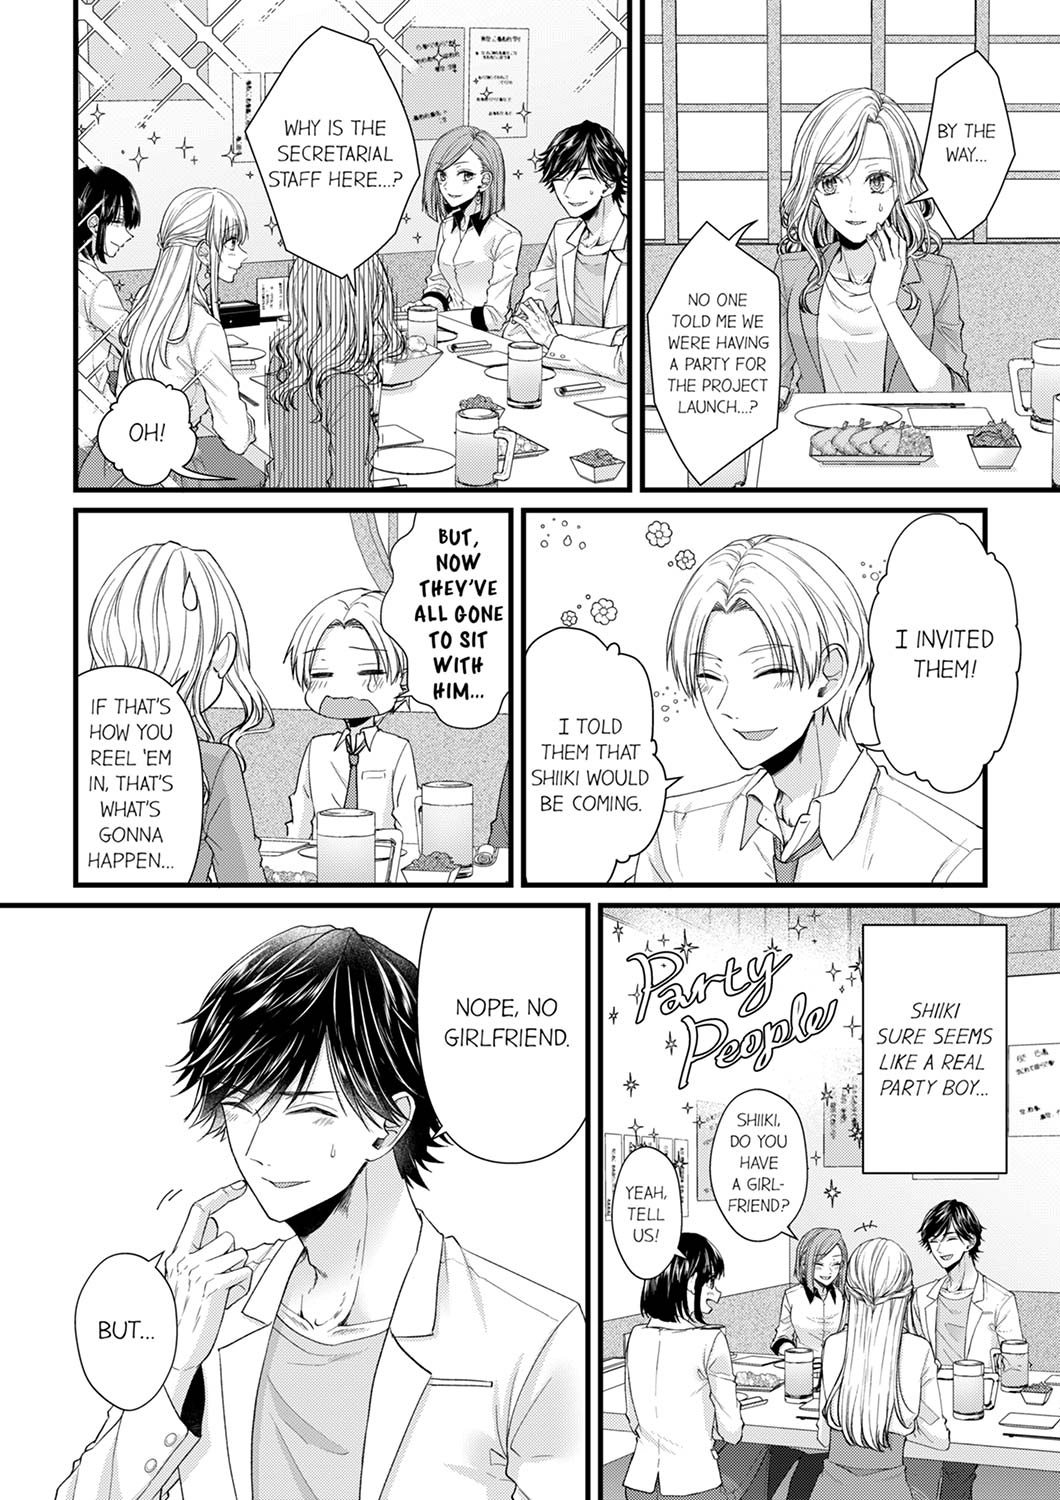 BY THE
WAY...
NO ONE
TOLD ME WE
WERE HAVING
A PARTY FOR
THE PROJECT
LAUNCH...?
WHY IS THE
SECRETARIAL
STAFF HERE...?
OH!
I INVITED
THEM!
I TOLD
THEM THAT
SHIIKI WOULD
BE COMING.
BUT,
NOW
THEY'VE
ALL GONE
TO SIT
WITH
HIM...
IF THAT'S
HOW YOU
REEL 'EM
IN, THAT'S
WHAT'S
GONNA
HAPPEN...
SHIIKI
SURE SEEMS
LIKE A REAL
PARTY BOY...
Party
People
SHIIKI,
DO YOU
HAVE
A GIRL-
FRIEND?
YEAH,
TELL
US!
NOPE, NO
GIRLFRIEND.
BUT...